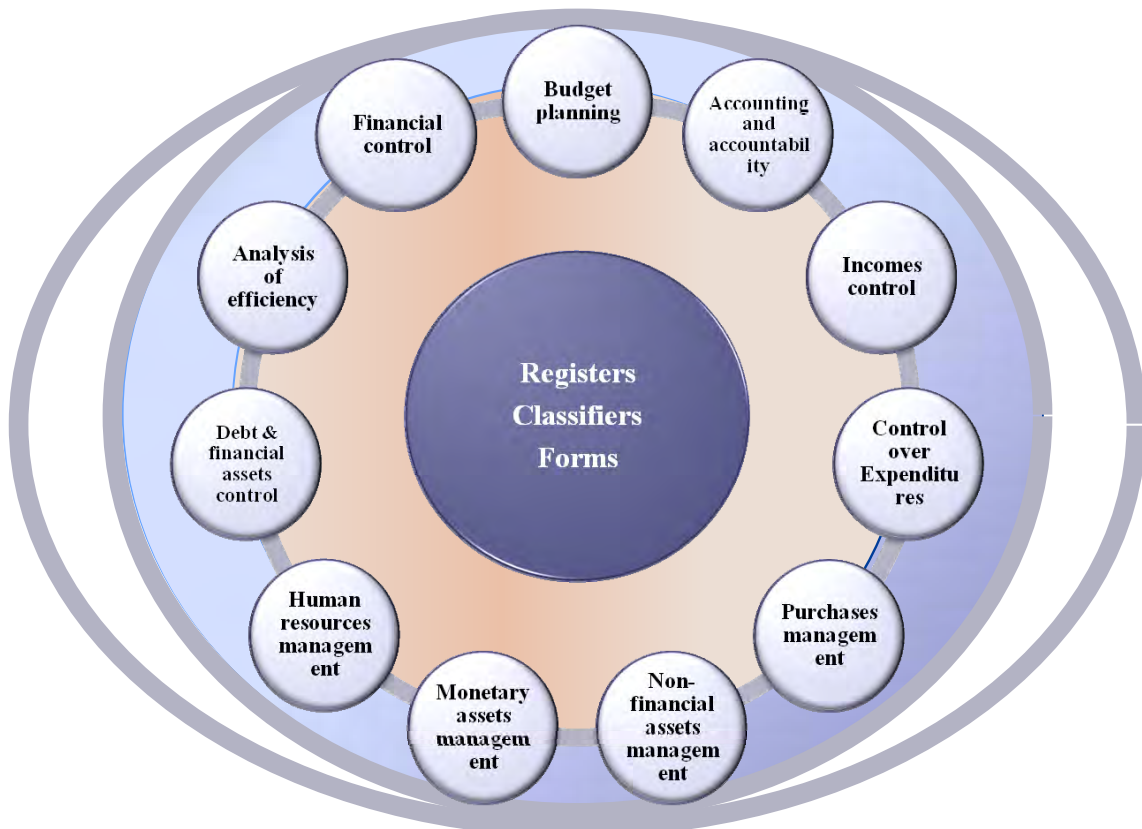 Budget
planning
Accounting
and
accountabil
ity
Incomes
control
Control
over
Expenditu
res
Purchases
managem
ent
Non-
financial
assets
managem
ent
Monetary
assets
managem
ent
Human
resources
managem
ent
Debt &
financial
assets
control
Analysis
of
efficiency
Financial
control
Registers
Classifiers
Forms